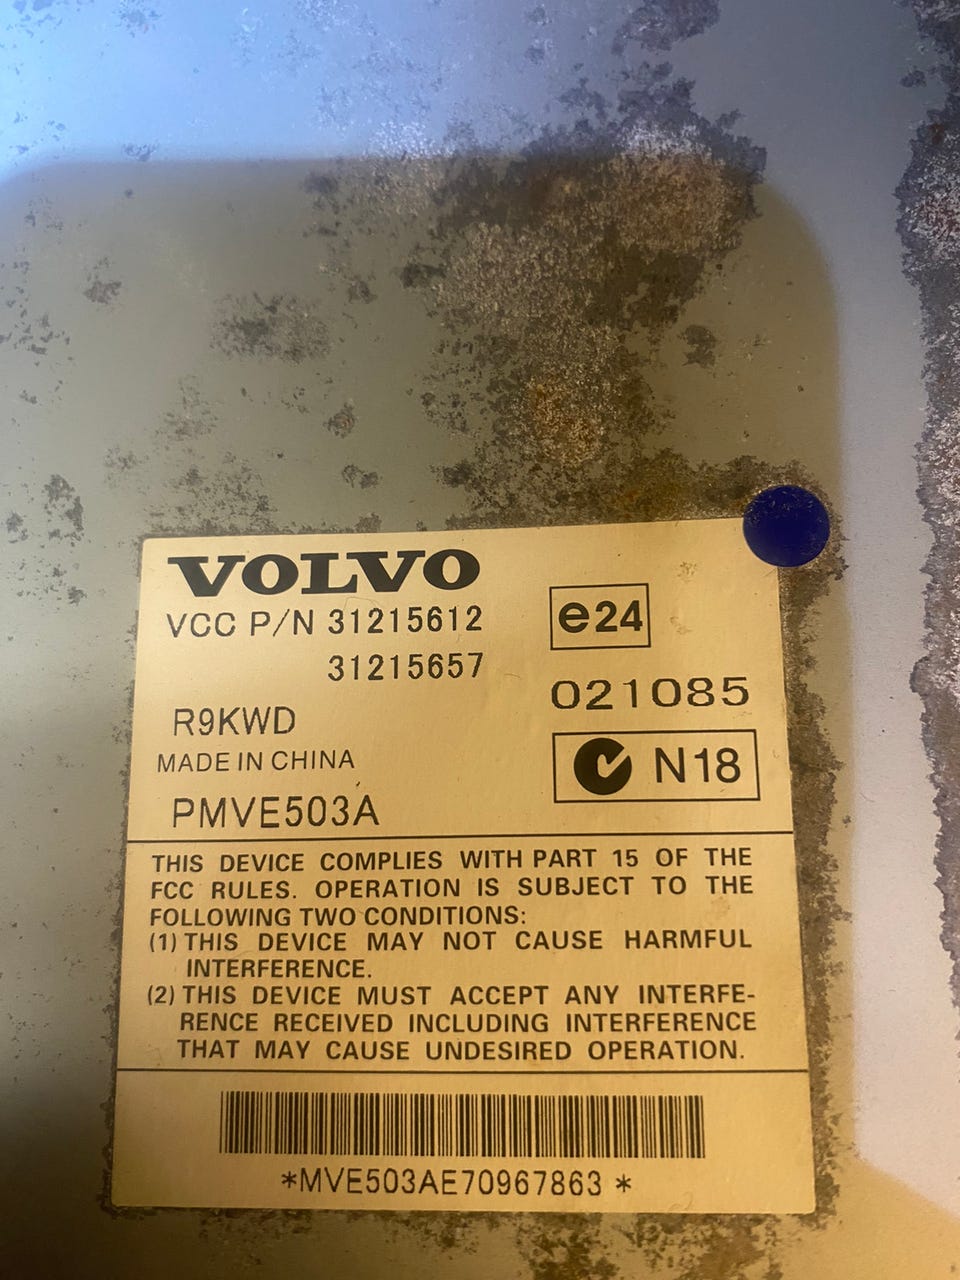 VOLVO
VCC P/N 31215612
31215657
R9KWD
MADE IN CHINA
PMVE503A
e24
021085
N18
THIS DEVICE COMPLIES WITH PART 15 OF THE
FCC RULES. OPERATION IS SUBJECT TO THE
FOLLOWING TWO CONDITIONS:
(1) THIS DEVICE MAY NOT CAUSE HARMFUL
INTERFERENCE.
(2) THIS DEVICE MUST ACCEPT ANY INTERFE-
RENCE RECEIVED INCLUDING INTERFERENCE
THAT MAY CAUSE UNDESIRED OPERATION.
*MVE503AE70967863 *